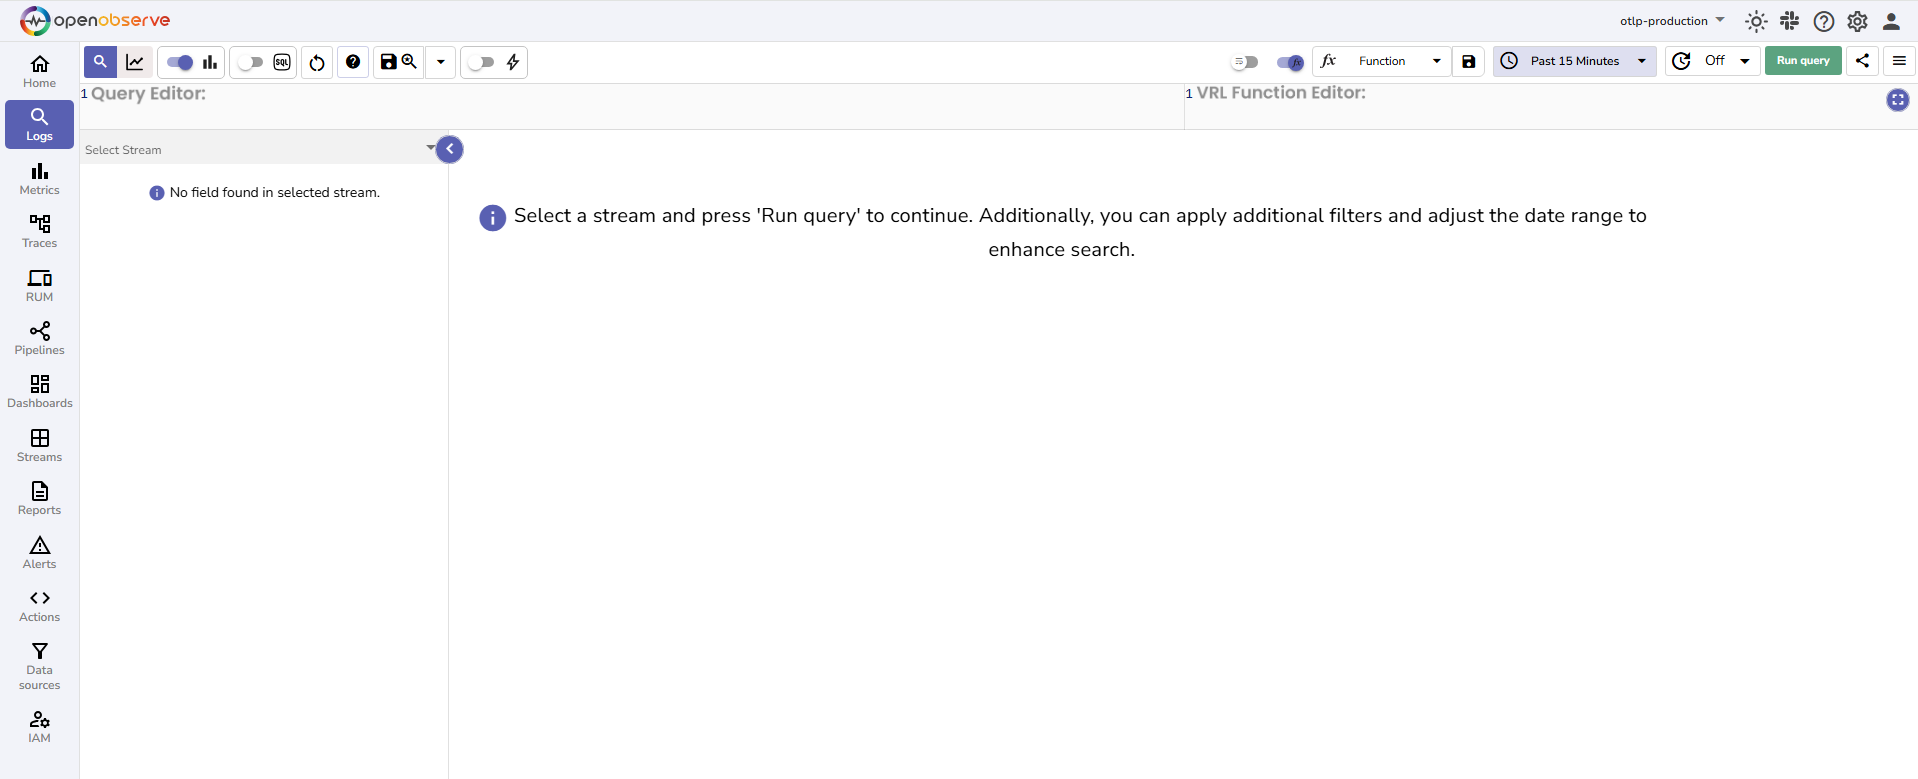 openobserve
otlp-production
Home
Logs
Metrics
Traces
RUM
Pipelines
Dashboards
Streams
Reports
Alerts
Actions
Data
sources
IAM
SQL
fx
fx Function
Past 15 Minutes
Off
Run query
1 Query Editor:
1 VRL Function Editor:
Select Stream
No field found in selected stream.
Select a stream and press 'Run query' to continue. Additionally, you can apply additional filters and adjust the date range to
enhance search.